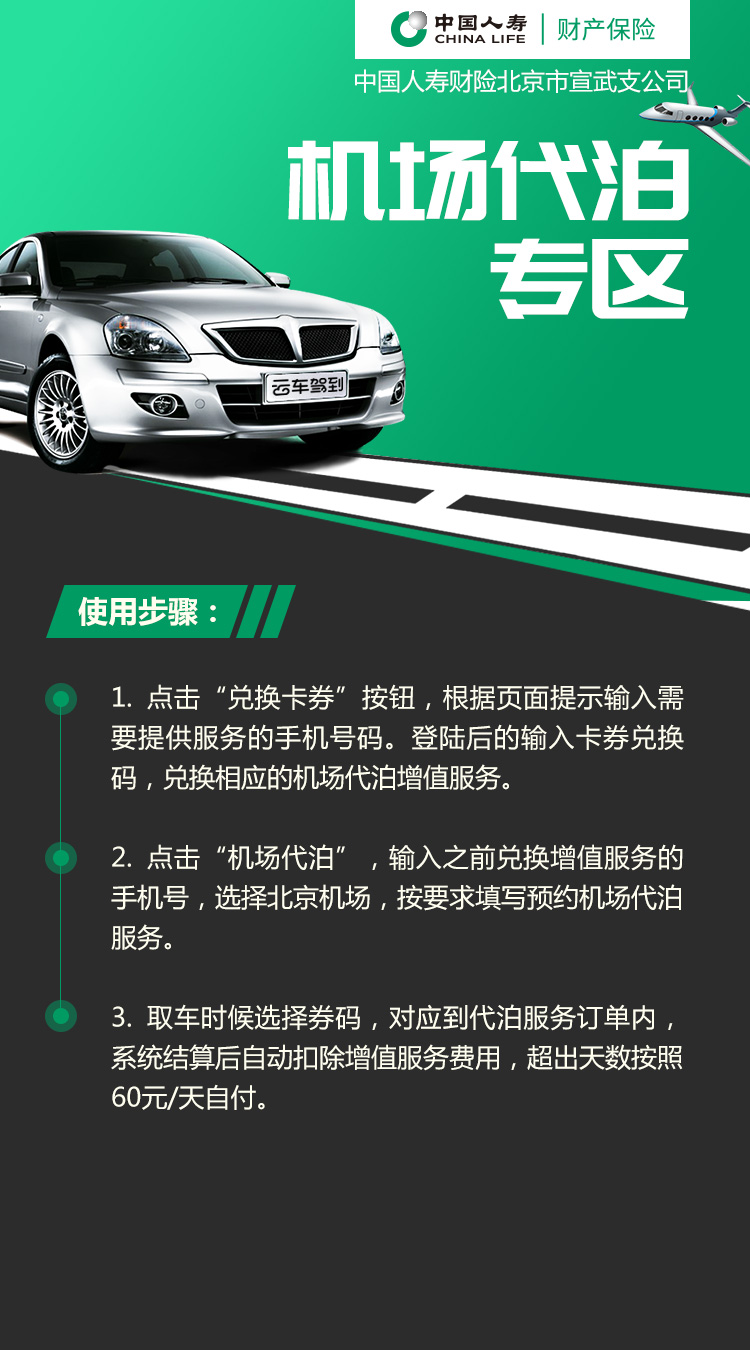 中国人寿 财产保险
CHINA LIFE
中国人寿财险北京市宣武支公司
机场代泊
专区
云车驾到
使用步骤：
1. 点击“兑换卡券”按钮，根据页面提示输入需
要提供服务的手机号码。登陆后的输入卡券兑换
码，兑换相应的机场代泊增值服务。
2. 点击“机场代泊”，输入之前兑换增值服务的
手机号，选择北京机场，按要求填写预约机场代泊
服务。
3. 取车时候选择券码，对应到代泊服务订单内，
系统结算后自动扣除增值服务费用，超出天数按照
60元/天自付。